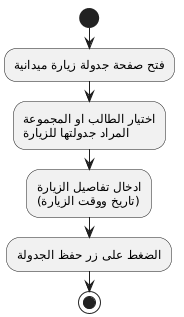 فتح صفحة جدولة زيارة ميدانية
اختيار الطالب او المجموعة
المراد جدولتها للزيارة
ادخال تفاصيل الزيارة
(تاريخ ووقت الزيارة)
الضغط على زر حفظ الجدولة